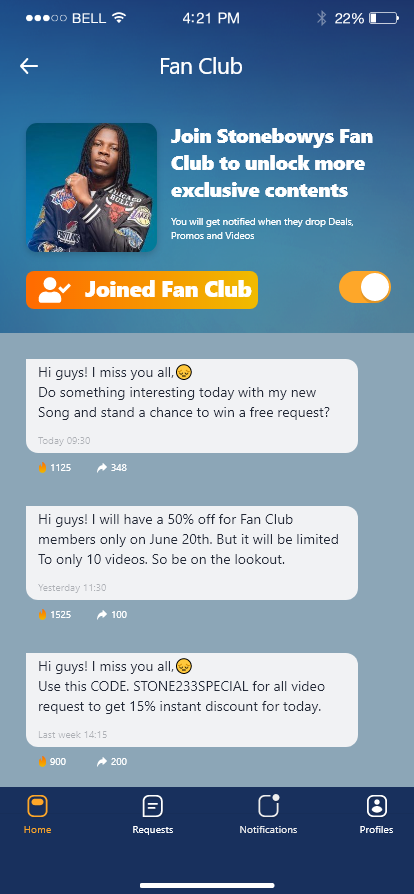 BELL 4:21 PM 22%
Fan Club
Join Stonebowys Fan
Club to unlock more
exclusive contents
You will get notified when they drop Deals,
Promos and Videos
Joined Fan Club
Hi guys! I miss you all,😞
Do something interesting today with my new
Song and stand a chance to win a free request?
Today 09:30
1125 348
Hi guys! I will have a 50% off for Fan Club
members only on June 20th. But it will be limited
To only 10 videos. So be on the lookout.
Yesterday 11:30
1525 100
Hi guys! I miss you all,😞
Use this CODE. STONE233SPECIAL for all video
request to get 15% instant discount for today.
Last week 14:15
900 200
Home Requests Notifications Profiles